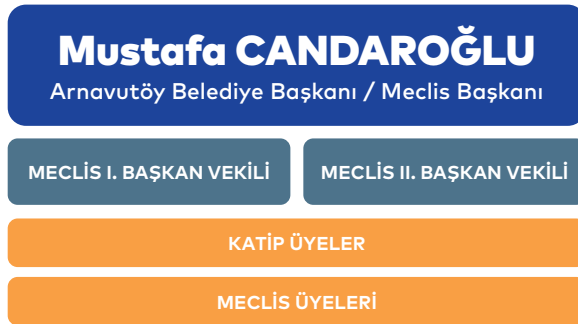 Mustafa CANDAROĞLU
Arnavutöy Belediye Başkanı / Meclis Başkanı
MECLİS I. BAŞKAN VEKİLİ
MECLİS II. BAŞKAN VEKİLİ
KATİP ÜYELER
MECLİS ÜYELERİ